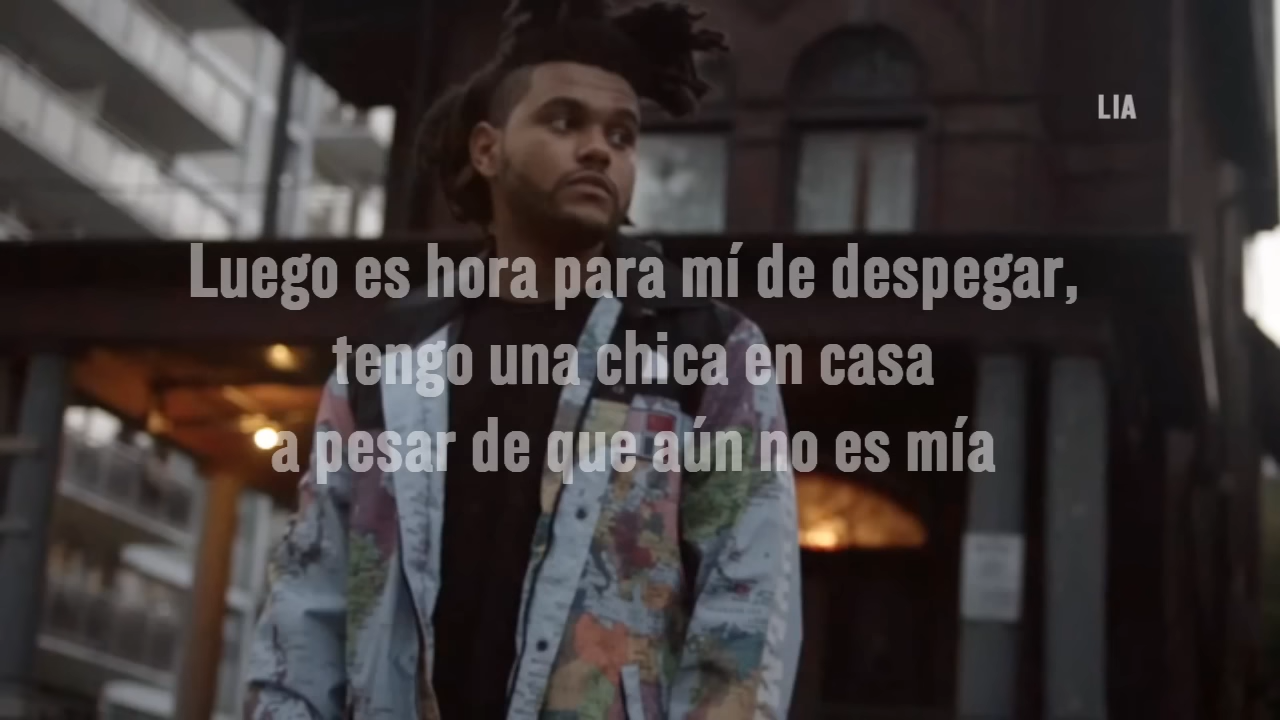 LIA
Luego es hora para mí de despegar,
tengo una chica en casa
a pesar de que aún no es mía